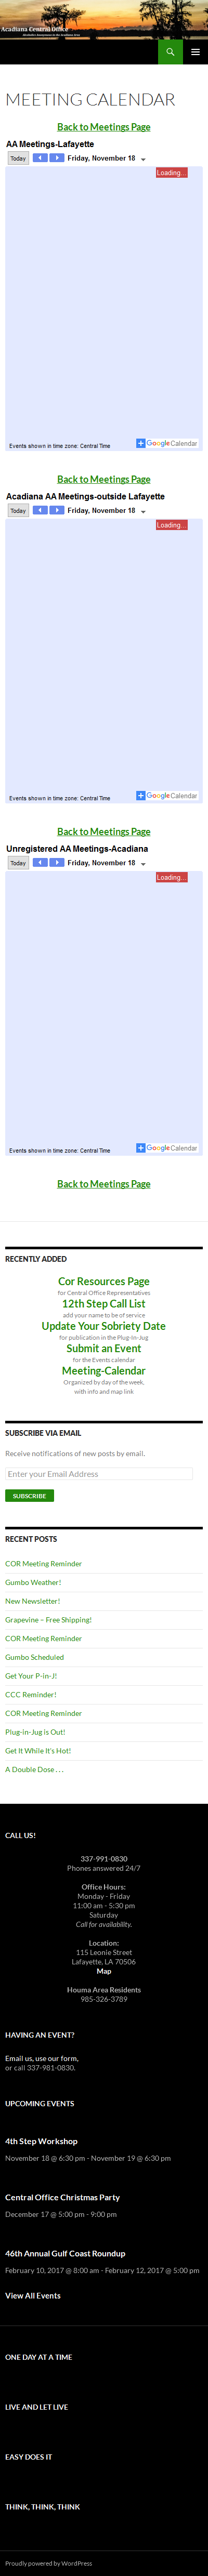 Acadiana Central Office
MEETING CALENDAR
Back to Meetings Page
AA Meetings-Lafayette
Today
Friday, November 18
Loading...
Events shown in time zone: Central Time
Google Calendar
Back to Meetings Page
Acadiana AA Meetings-outside Lafayette
Today
Friday, November 18
Loading...
Events shown in time zone: Central Time
Google Calendar
Back to Meetings Page
Unregistered AA Meetings-Acadiana
Today
Friday, November 18
Loading...
Events shown in time zone: Central Time
Google Calendar
Back to Meetings Page
RECENTLY ADDED
Cor Resources Page
for Central Office Representatives
12th Step Call List
add your name to be of service
Update Your Sobriety Date
for publication in the Plug-In-Jug
Submit an Event
for the Events calendar
Meeting-Calendar
Organized by day of the week,
with info and map link
SUBSCRIBE VIA EMAIL
Receive notifications of new posts by email.
Enter your Email Address
SUBSCRIBE
RECENT POSTS
COR Meeting Reminder
Gumbo Weather!
New Newsletter!
Grapevine – Free Shipping!
COR Meeting Reminder
Gumbo Scheduled
Get Your P-in-J!
CCC Reminder!
COR Meeting Reminder
Plug-in-Jug is Out!
Get It While It's Hot!
A Double Dose . . .
CALL US!
337-991-0830
Phones answered 24/7
Office Hours:
Monday - Friday
11:00 am - 5:30 pm
Saturday
Call for availability.
Location:
115 Leonie Street
Lafayette, LA 70506
Map
Houma Area Residents
985-326-3789
HAVING AN EVENT?
Email us, use our form,
or call 337-981-0830.
UPCOMING EVENTS
4th Step Workshop
November 18 @ 6:30 pm - November 19 @ 6:30 pm
Central Office Christmas Party
December 17 @ 5:00 pm - 9:00 pm
46th Annual Gulf Coast Roundup
February 10, 2017 @ 8:00 am - February 12, 2017 @ 5:00 pm
View All Events
ONE DAY AT A TIME
LIVE AND LET LIVE
EASY DOES IT
THINK, THINK, THINK
Proudly powered by WordPress